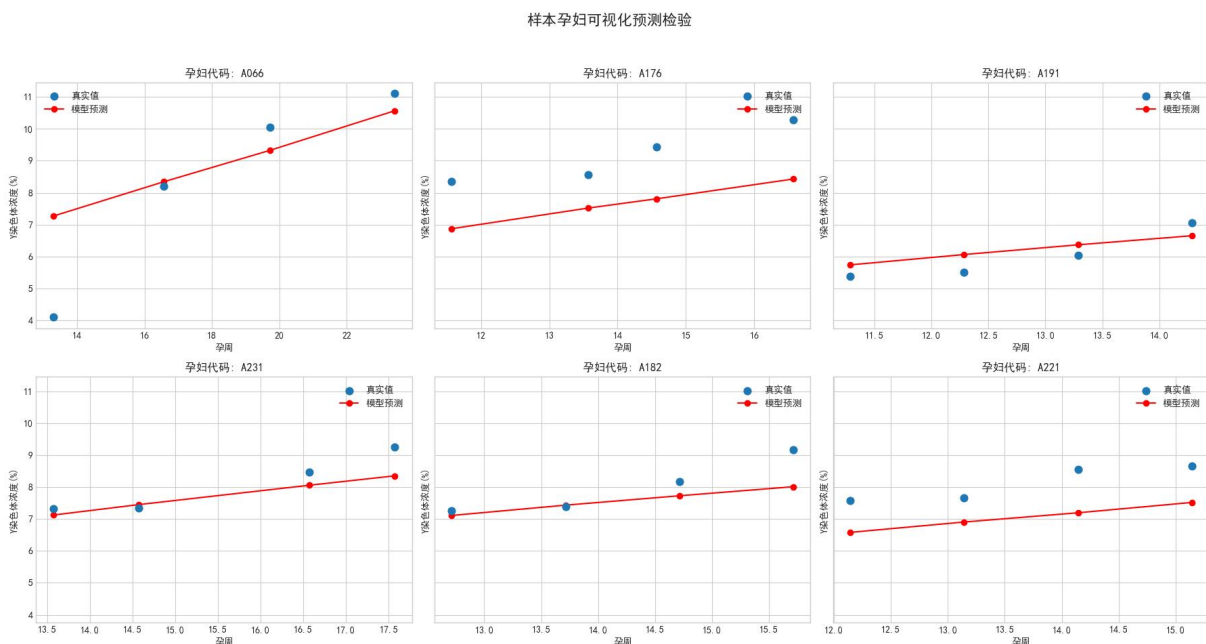 样本孕妇可视化预测检验
孕妇代码: A066
11
10
9
8
7
6
5
4
Y染色体浓度(%)
真实值
模型预测
14
16
18
20
22
孕周
孕妇代码: A176
Y染色体浓度(%)
真实值
模型预测
12
13
14
15
16
孕周
孕妇代码: A191
Y染色体浓度(%)
真实值
模型预测
11.5
12.0
12.5
13.0
13.5
14.0
孕周
孕妇代码: A231
11
10
9
8
7
6
5
4
Y染色体浓度(%)
真实值
模型预测
13.5
14.0
14.5
15.0
15.5
16.0
16.5
17.0
17.5
孕周
孕妇代码: A182
Y染色体浓度(%)
真实值
模型预测
13.0
13.5
14.0
14.5
15.0
15.5
孕周
孕妇代码: A221
Y染色体浓度(%)
真实值
模型预测
12.0
12.5
13.0
13.5
14.0
14.5
15.0
孕周